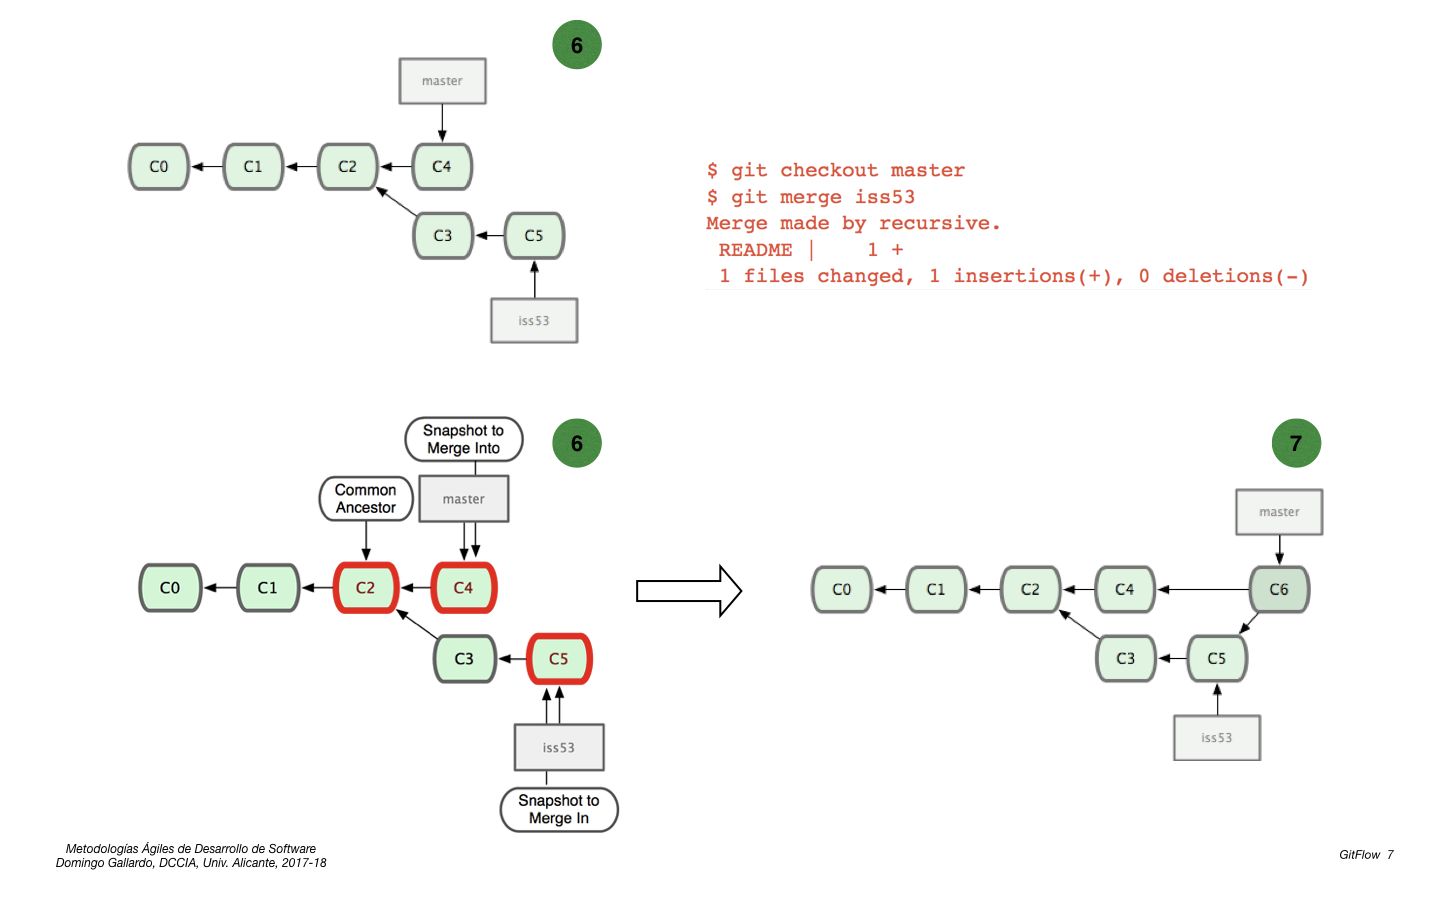 6
master
C0 C1 C2 C4
C3 C5
iss53
$ git checkout master
$ git merge iss53
Merge made by recursive.
README | 1 +
1 files changed, 1 insertions(+), 0 deletions(-)
Snapshot to
Merge Into
6
Common
Ancestor
master
C0 C1 C2 C4
C3 C5
iss53
Snapshot to
Merge In
7
master
C0 C1 C2 C4 C6
C3 C5
iss53
Metodologías Ágiles de Desarrollo de Software
Domingo Gallardo, DCCIA, Univ. Alicante, 2017-18
GitFlow 7